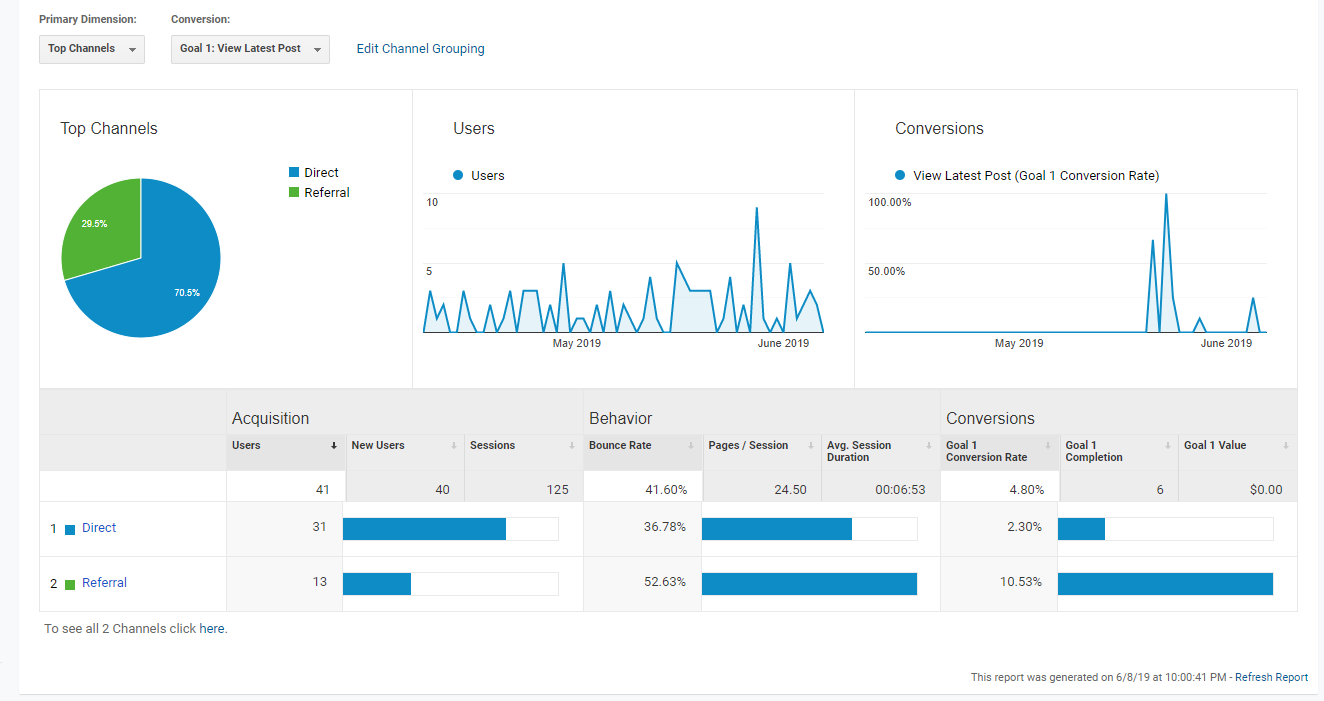 Primary Dimension: Conversion:
Top Channels Goal 1: View Latest Post Edit Channel Grouping
Top Channels
Direct
Referral
29.5%
70.5%
Users
Users
10
5
May 2019 June 2019
Conversions
View Latest Post (Goal 1 Conversion Rate)
100.00%
50.00%
May 2019 June 2019
Acquisition Behavior Conversions
Users New Users Sessions Bounce Rate Pages / Session Avg. Session Duration Goal 1 Conversion Rate Goal 1 Completion Goal 1 Value
41 40 125 41.60% 24.50 00:06:53 4.80% 6 $0.00
1 Direct 31 36.78% 2.30%
2 Referral 13 52.63% 10.53%
To see all 2 Channels click here.
This report was generated on 6/8/19 at 10:00:41 PM - Refresh Report